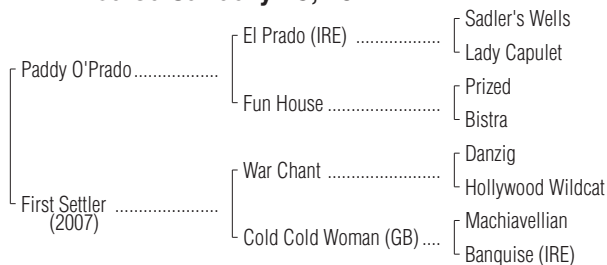 Sadler's Wells
El Prado (IRE) ..................
Lady Capulet
Paddy O'Prado..................
Prized
Fun House ........................
Bistra
Danzig
War Chant ........................
Hollywood Wildcat
First Settler ......................
(2007)
Machiavellian
Cold Cold Woman (GB) ....
Banquise (IRE)